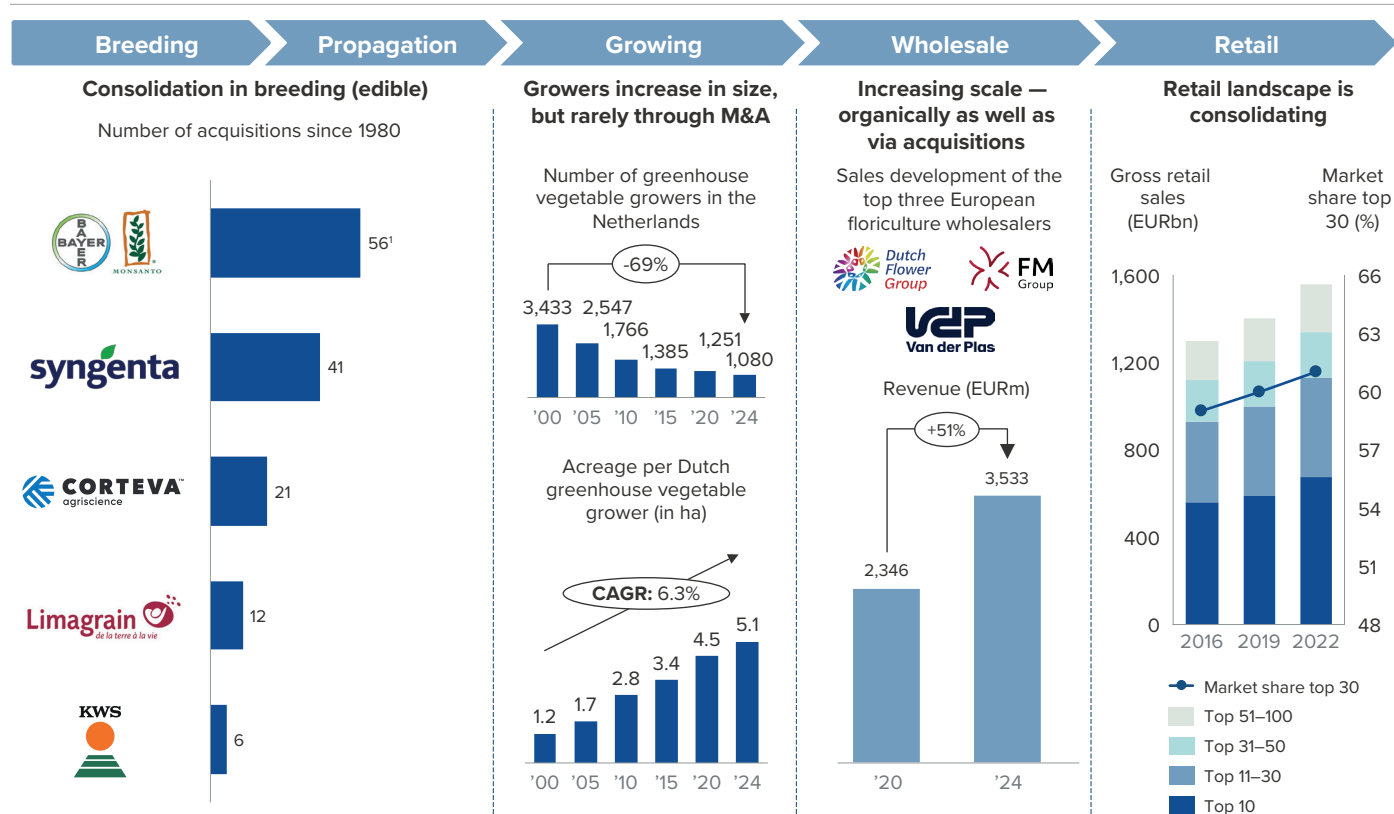 Breeding
Propagation
Growing
Wholesale
Retail
Consolidation in breeding (edible)
Number of acquisitions since 1980
BAYER
BAYER
MONSANTO
56¹
syngenta
41
CORTEVA™
agriscience
21
Limagrain
de la terre à la vie
12
KWS
6
Growers increase in size,
but rarely through M&A
Number of greenhouse
vegetable growers in the
Netherlands
-69%
3,433
2,547
1,766
1,385
1,251
1,080
'00
'05
'10
'15
'20
'24
Acreage per Dutch
greenhouse vegetable
grower (in ha)
CAGR: 6.3%
1.2
1.7
2.8
3.4
4.5
5.1
'00
'05
'10
'15
'20
'24
Increasing scale —
organically as well as
via acquisitions
Sales development of the
top three European
floriculture wholesalers
Dutch
Flower
Group
FM
Group
VDP
Van der Plas
Revenue (EURm)
+51%
2,346
3,533
'20
'24
Retail landscape is
consolidating
Gross retail
sales
(EURbn)
Market
share top
30 (%)
1,600
1,200
800
400
0
66
63
60
57
54
51
48
2016
2019
2022
Market share top 30
Top 51–100
Top 31–50
Top 11–30
Top 10